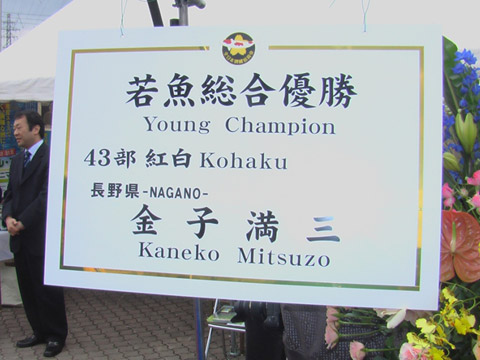 若魚総合優勝
Young Champion
43部 紅白 Kohaku
長野県-NAGANO-
金子 満三
Kaneko Mitsuzo